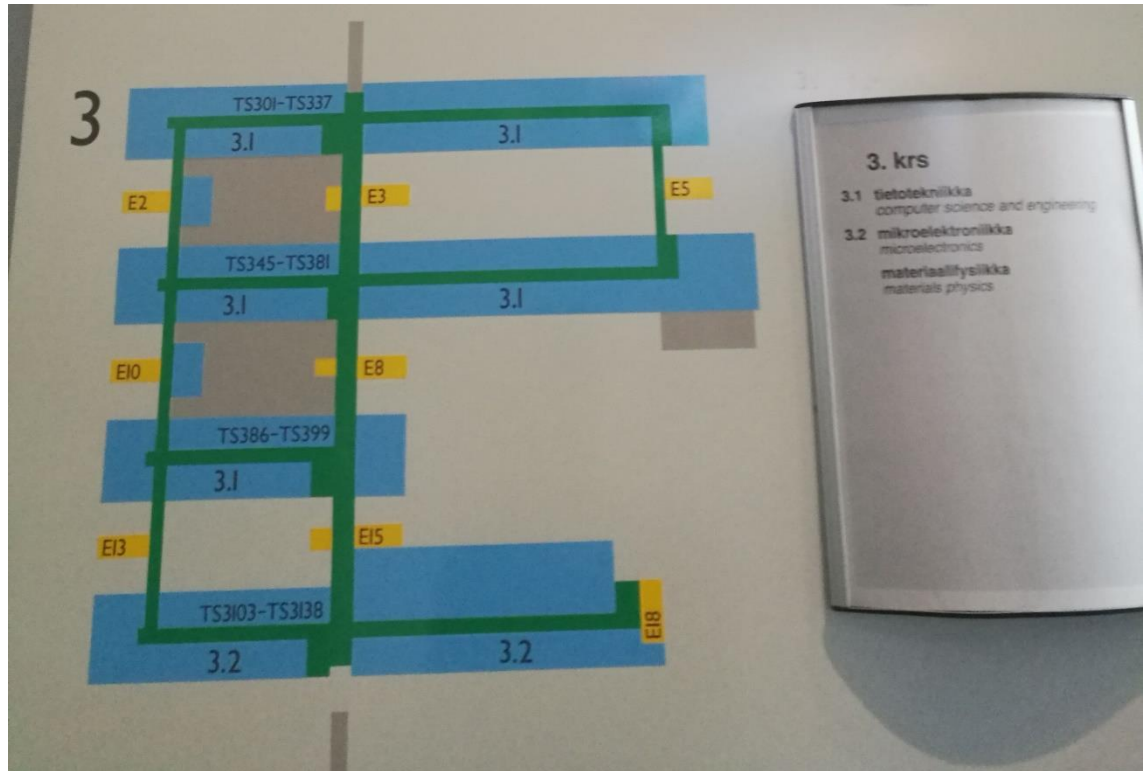 3
TS301-TS337
3.1
3.1
E2
E3
E5
TS345-TS381
3.1
3.1
E10
E8
TS386-TS399
3.1
E13
E15
TS3103-TS3138
3.2
3.2
E18
3. krs
3.1 tietotekniikka
computer science and engineering
3.2 mikroelektroniikka
microelectronics
materiaalifysiikka
materials physics